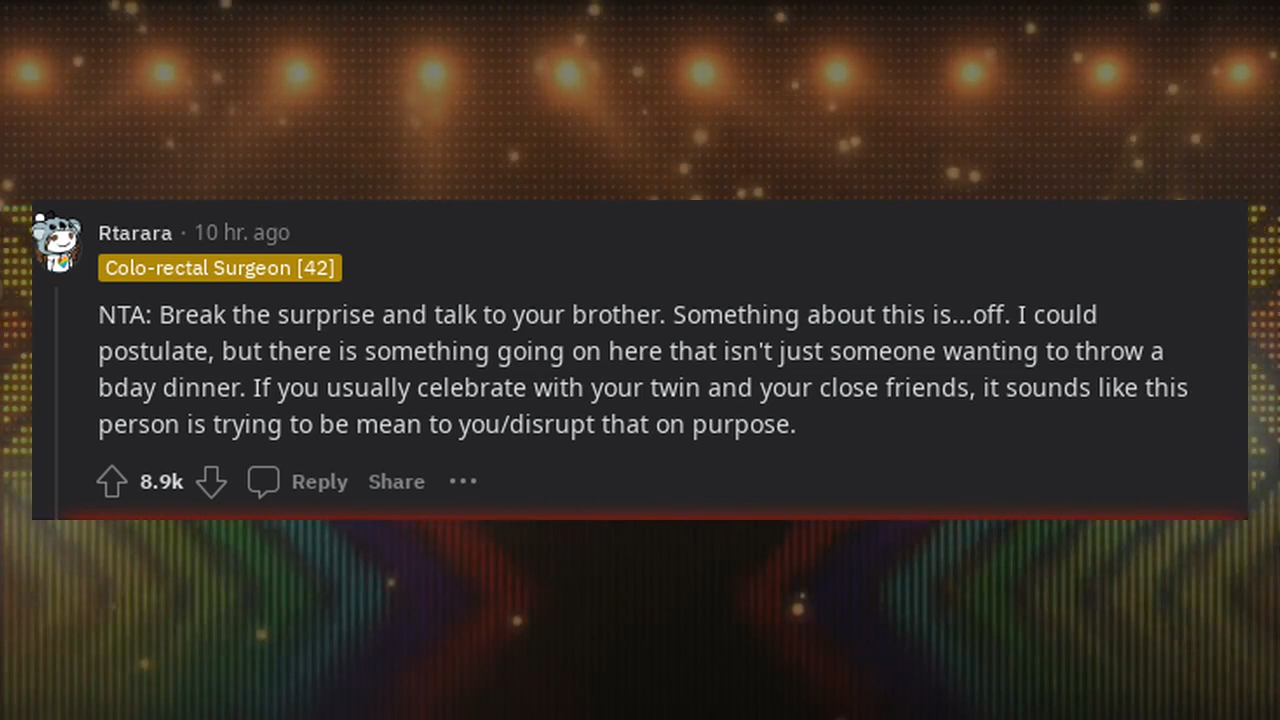 Rtarara · 10 hr. ago
Colo-rectal Surgeon [42]
NTA: Break the surprise and talk to your brother. Something about this is...off. I could
postulate, but there is something going on here that isn't just someone wanting to throw a
bday dinner. If you usually celebrate with your twin and your close friends, it sounds like this
person is trying to be mean to you/disrupt that on purpose.
8.9k Reply Share ···